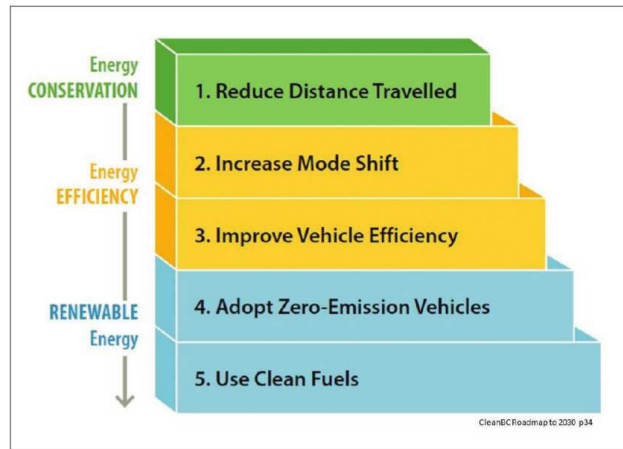 Energy
CONSERVATION
1. Reduce Distance Travelled
2. Increase Mode Shift
Energy
EFFICIENCY
3. Improve Vehicle Efficiency
4. Adopt Zero-Emission Vehicles
RENEWABLE
Energy
5. Use Clean Fuels
CleanBC Roadmap to 2030 p34